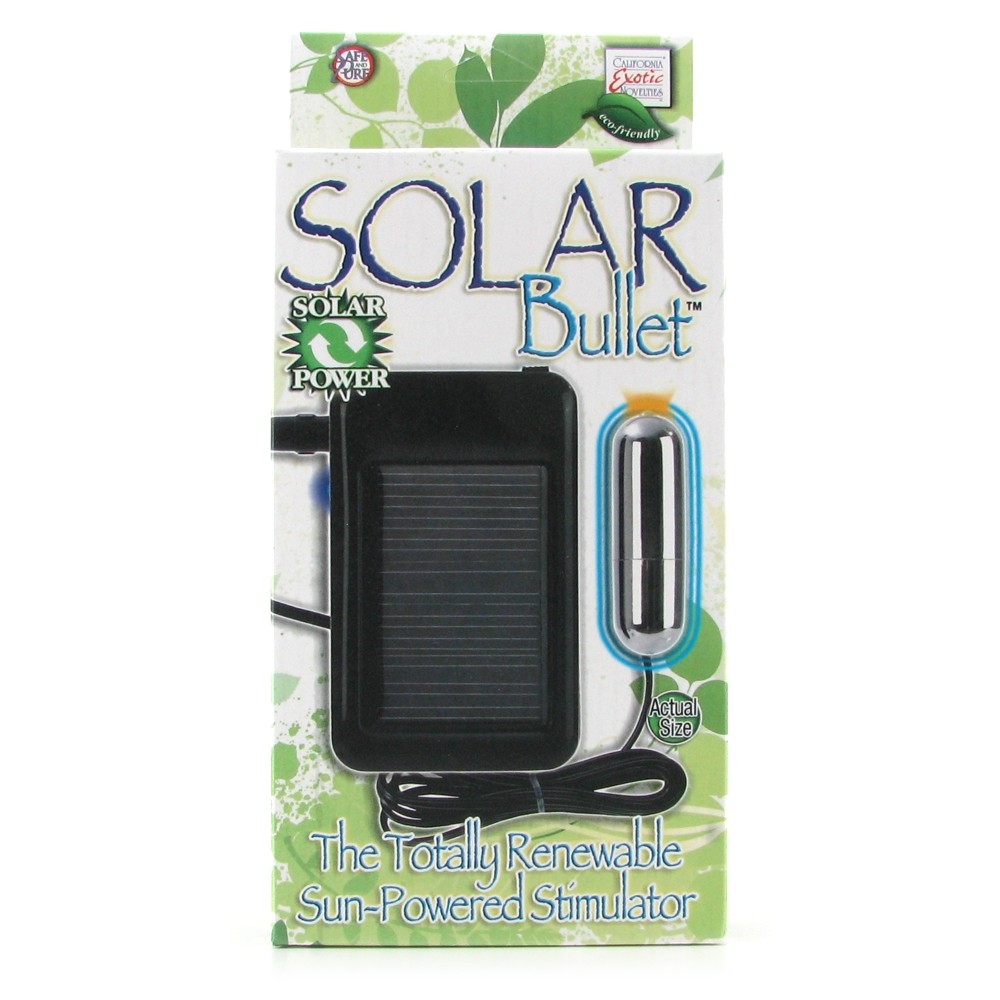 SAFE
AND
PURE
CALIFORNIA
Exotic
NOVELTIES
eco-friendly
SOLAR
Bullet™
SOLAR
POWER
Actual
Size
The Totally Renewable
Sun-Powered Stimulator